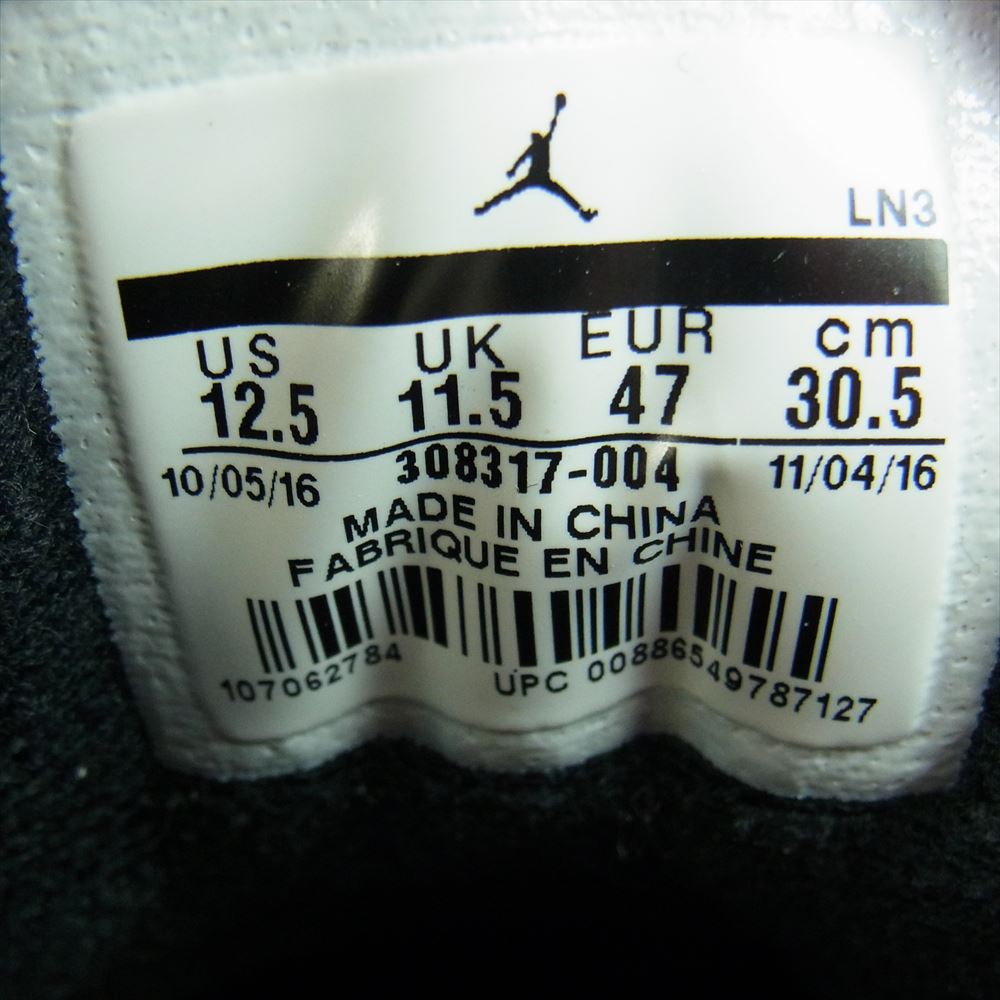 LN3
US UK EUR cm
12.5 11.5 47 30.5
10/05/16 308317-004 11/04/16
MADE IN CHINA
FABRIQUE EN CHINE
107062784 UPC 00886549787127